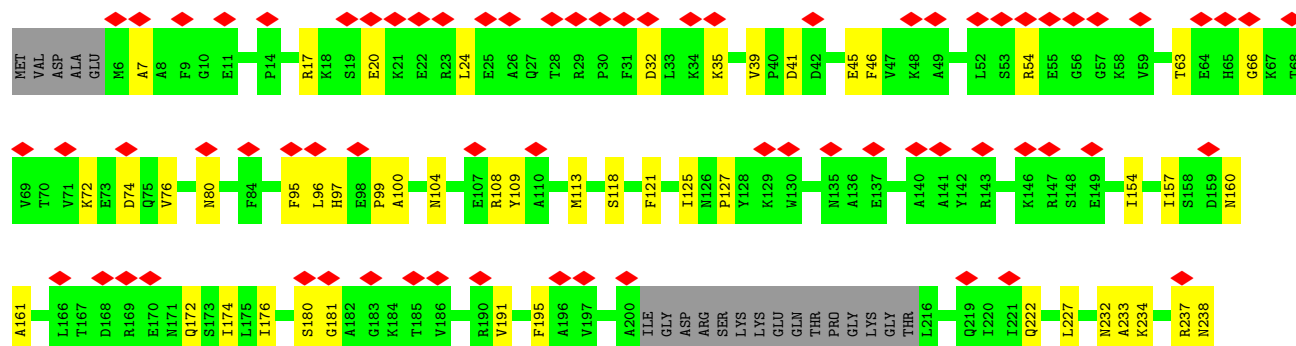 MET VAL ASP ALA GLU M6 A7 A8 F9 G10 E11 P14 R17 K18 S19 E20 K21 E22 R23 L24 E25 A26 Q27 T28 R29 P30 F31 D32 L33 K34 K35 V39 P40 D41 D42 E45 F46 V47 K48 A49 L52 S53 R54 E55 G56 G57 K58 V59 T63 E64 H65 G66 K67 T68
V69 T70 V71 K72 E73 D74 Q75 V76 N80 F84 F95 L96 H97 E98 P99 A100 N104 E107 R108 Y109 A110 M113 S118 F121 I125 N126 P127 Y128 K129 W130 N135 A136 E137 A140 A141 Y142 R143 K146 R147 S148 E149 I154 I157 S158 D159 N160
A161 L166 T167 D168 R169 E170 N171 Q172 S173 I174 L175 I176 S180 G181 A182 G183 K184 T185 V186 R190 V191 F195 A196 V197 A200 ILE GLY ASP ARG SER LYS LYS GLU GLN THR PRO GLY LYS GLY THR L216 Q219 I220 I221 Q222 L227 N232 A233 K234 R237 N238